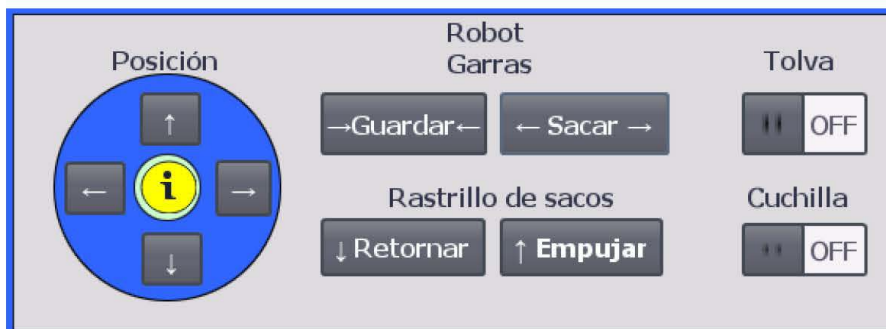 Robot
Posición Garras Tolva
↑ →Guardar← ← Sacar → OFF
← i →
Rastrillo de sacos Cuchilla
↓ ↓ Retornar ↑ Empujar OFF